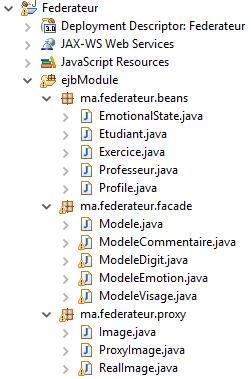 Federateur
Deployment Descriptor: Federateur
JAX-WS Web Services
JavaScript Resources
ejbModule
ma.federateur.beans
EmotionalState.java
Etudiant.java
Exercice.java
Professeur.java
Profile.java
ma.federateur.facade
Modele.java
ModeleCommentaire.java
ModeleDigit.java
ModeleEmotion.java
ModeleVisage.java
ma.federateur.proxy
Image.java
ProxyImage.java
RealImage.java